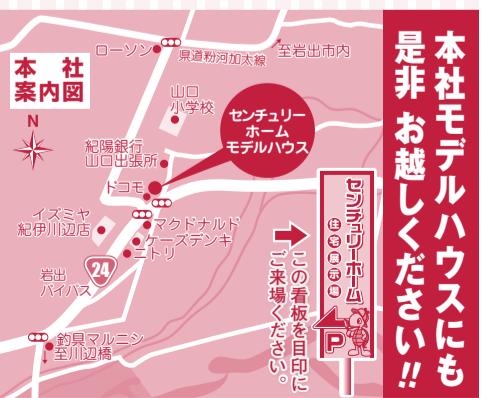 本社モデルハウスにも
是非 お越しください!!
本社
案内図
N
ローソン
県道粉河加太線
至岩出市内
山口
小学校
センチュリー
ホーム
モデルハウス
紀陽銀行
山口出張所
ドコモ
イズミヤ
紀伊川辺店
マクドナルド
ケーズデンキ
ニトリ
24
岩出
バイパス
釣具マルニシ
至川辺橋
この看板を目印に
ご来場ください。
センチュリーホーム
住宅展示場
P